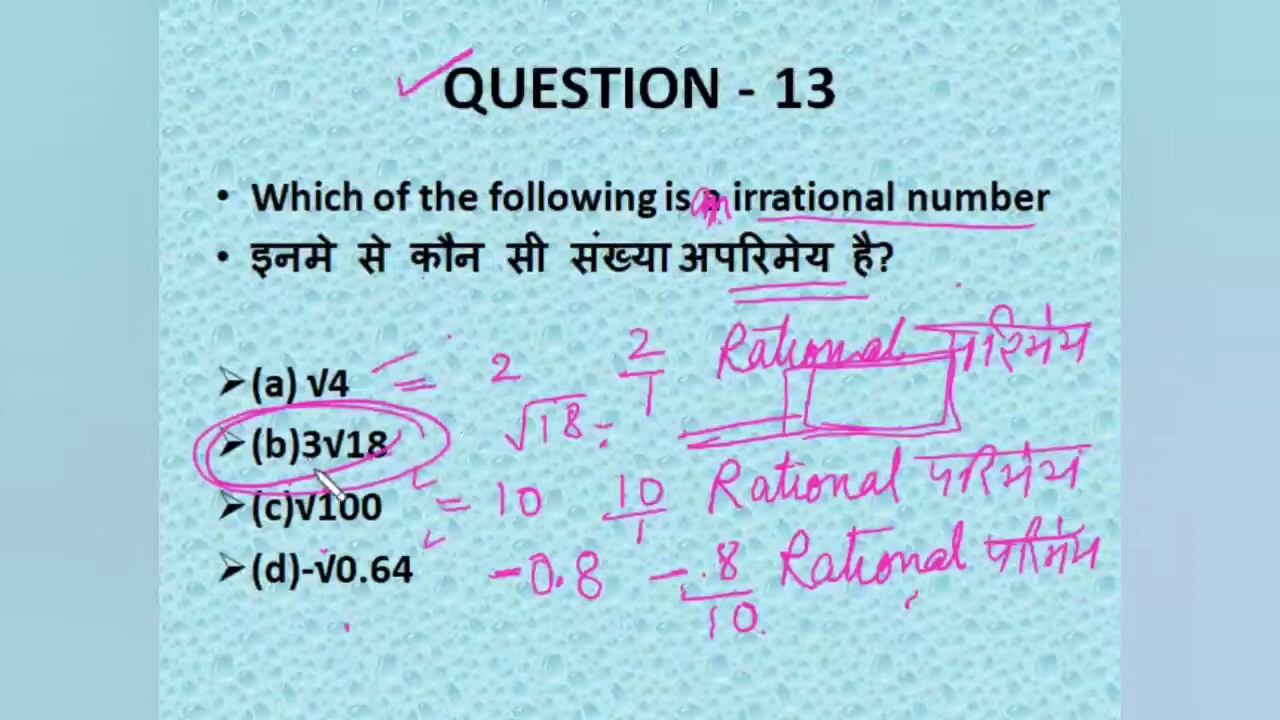 QUESTION - 13
• Which of the following is an irrational number
• इनमे से कौन सी संख्या अपरिमेय है?
➢(a) √4 = 2 2/1 Rational परिमेय
➢(b)3√18 √18 =
➢(c)√100 = 10 10/1 Rational परिमेय
➢(d)-√0.64 -0.8 -.8/10 Rational परिमेय